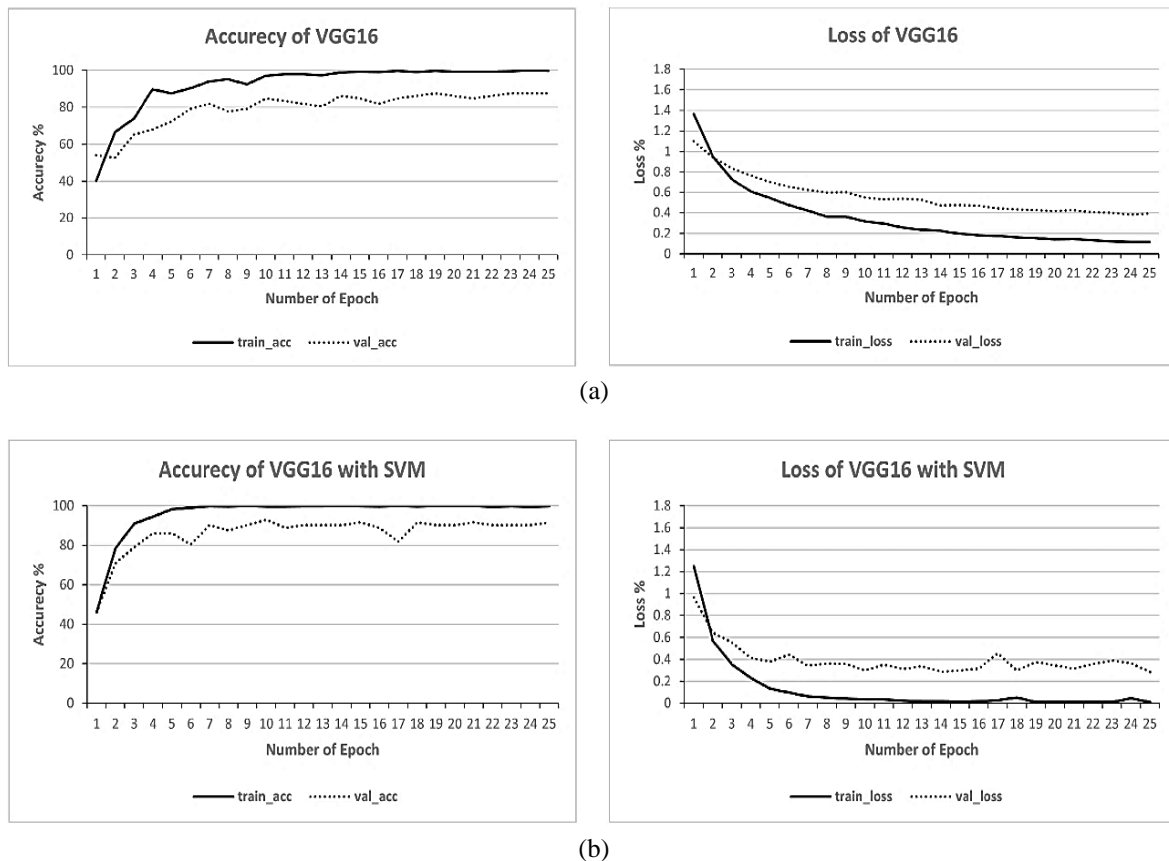 Accurecy of VGG16
Accurecy %
100
80
60
40
20
0
1 2 3 4 5 6 7 8 9 10 11 12 13 14 15 16 17 18 19 20 21 22 23 24 25
Number of Epoch
train_acc val_acc
Loss of VGG16
Loss %
1.8
1.6
1.4
1.2
1
0.8
0.6
0.4
0.2
0
1 2 3 4 5 6 7 8 9 10 11 12 13 14 15 16 17 18 19 20 21 22 23 24 25
Number of Epoch
train_loss val_loss
(a)
Accurecy of VGG16 with SVM
Accurecy %
100
80
60
40
20
0
1 2 3 4 5 6 7 8 9 10 11 12 13 14 15 16 17 18 19 20 21 22 23 24 25
Number of Epoch
train_acc val_acc
Loss of VGG16 with SVM
Loss %
1.8
1.6
1.4
1.2
1
0.8
0.6
0.4
0.2
0
1 2 3 4 5 6 7 8 9 10 11 12 13 14 15 16 17 18 19 20 21 22 23 24 25
Number of Epoch
train_loss val_loss
(b)